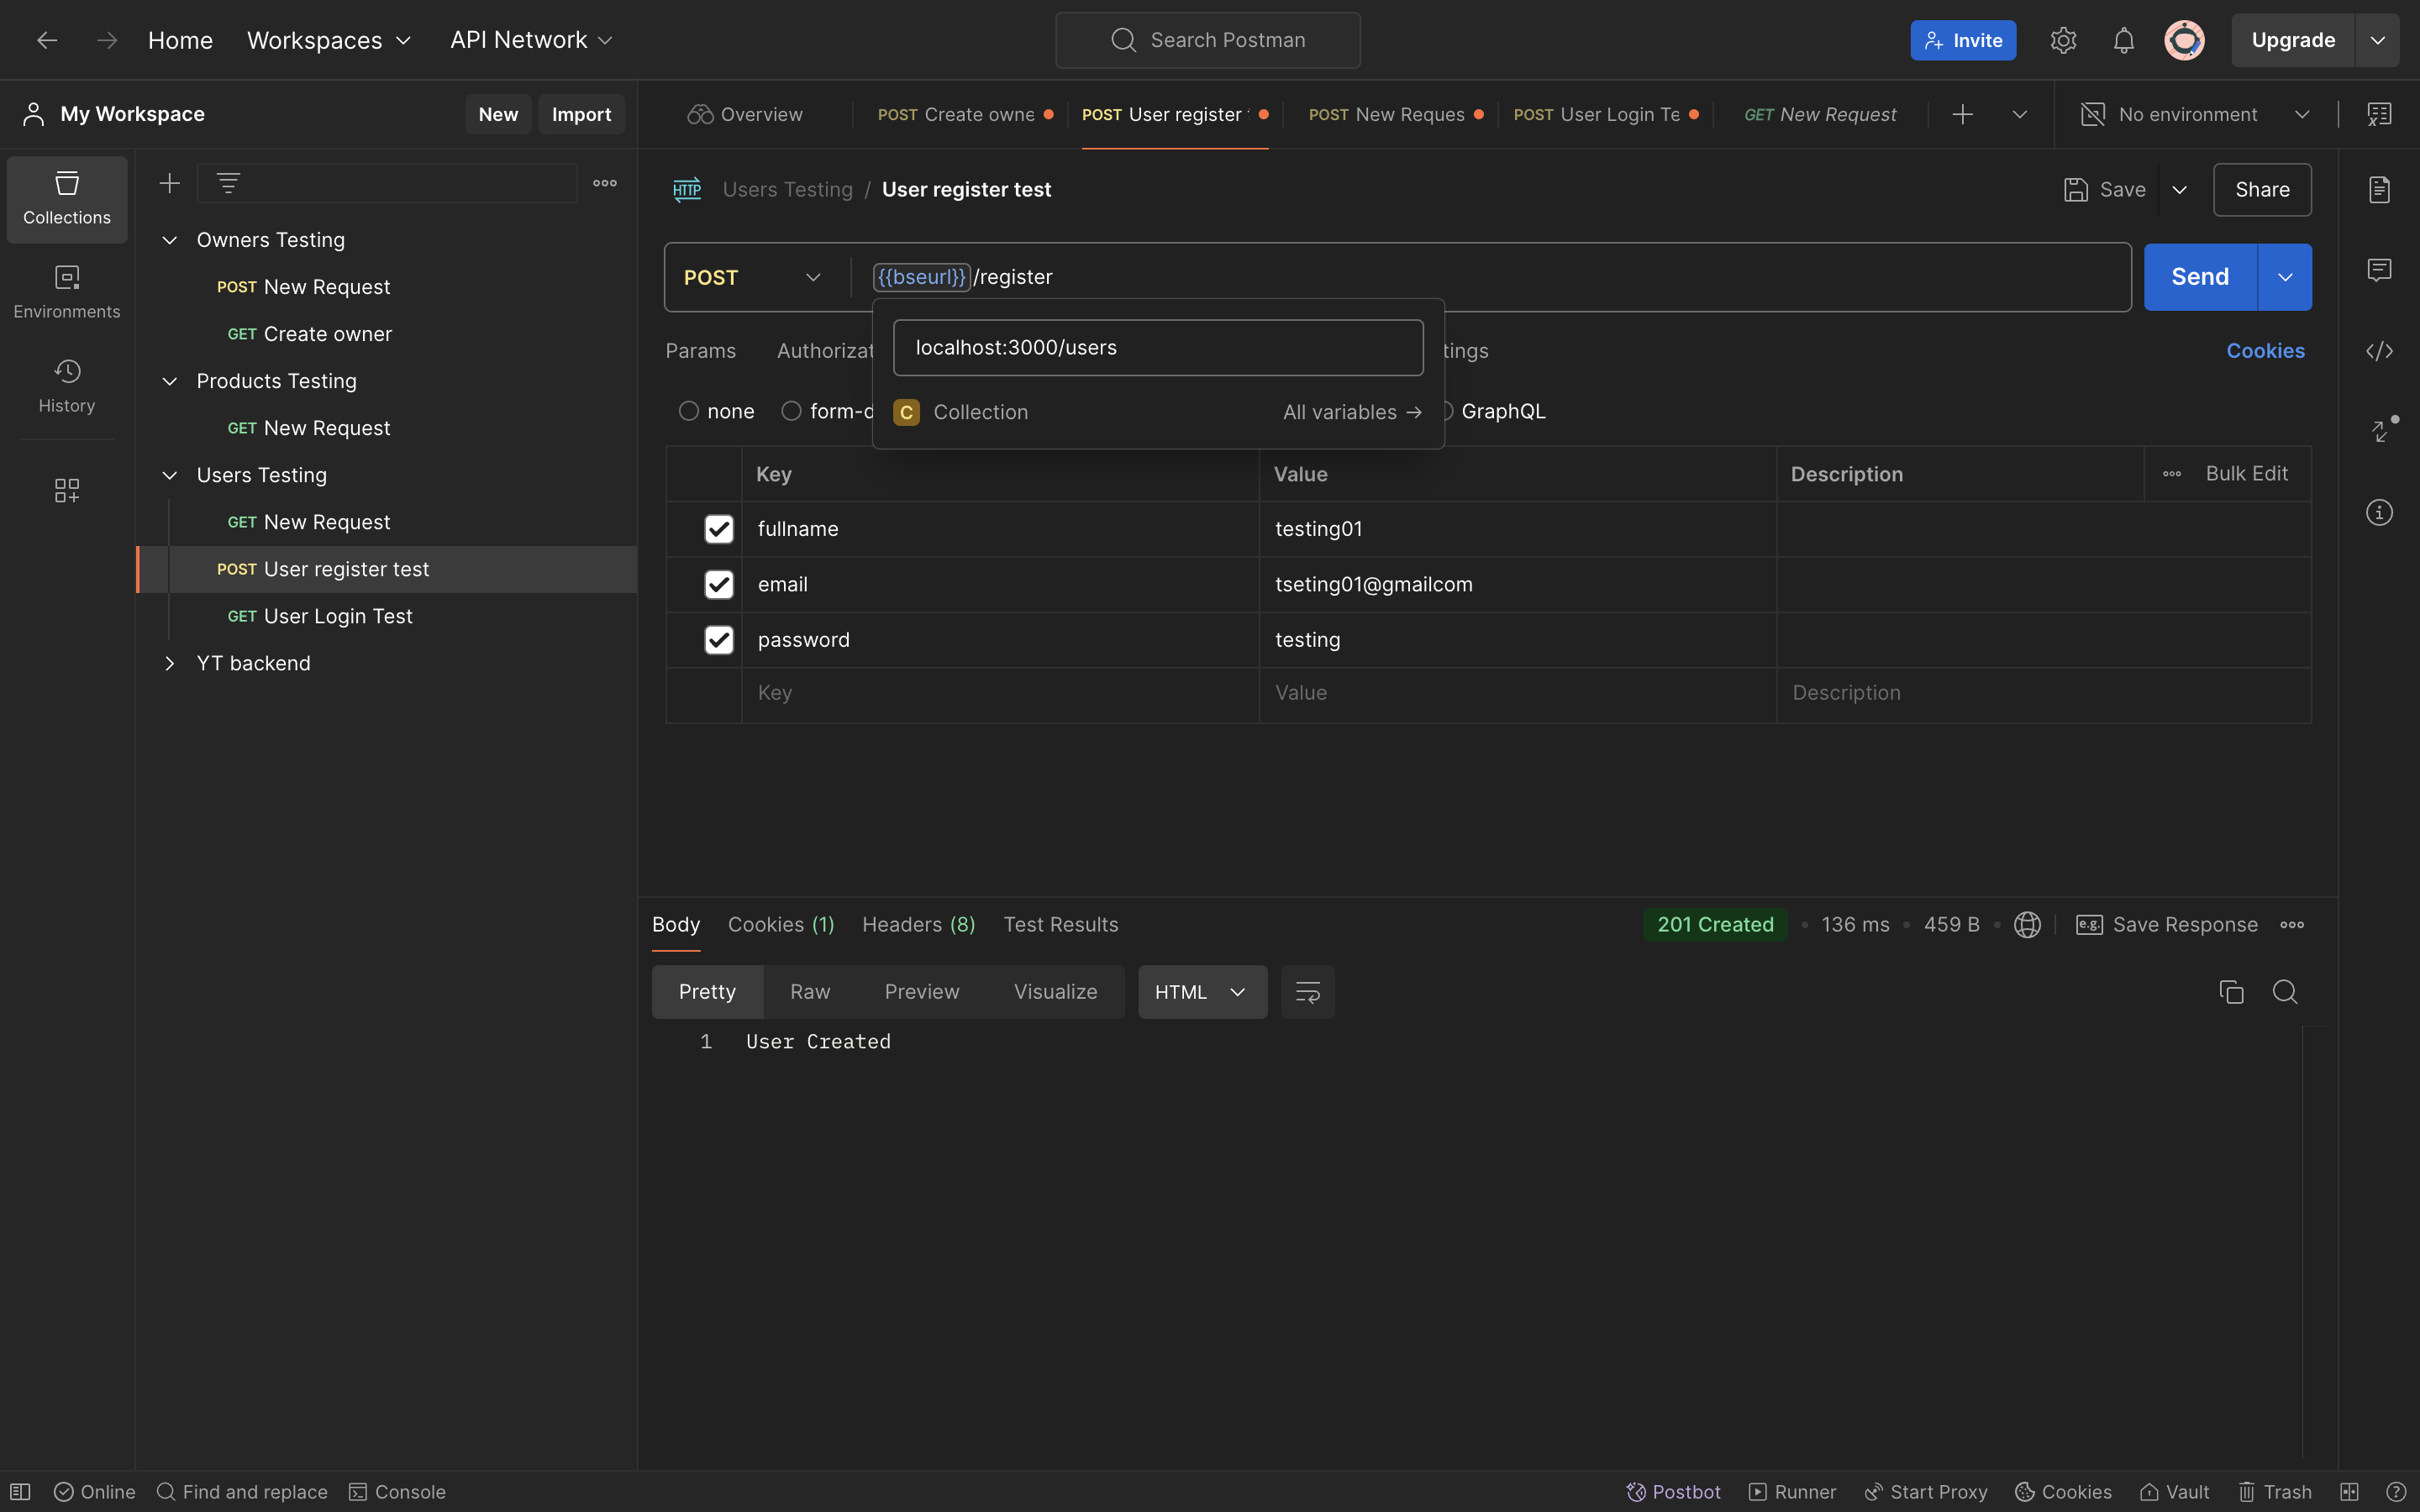 Home Workspaces API Network Search Postman Invite Upgrade
My Workspace New Import Overview POST Create owne POST User register POST New Reques POST User Login Te GET New Request No environment
Collections
Environments
History
Owners Testing
POST New Request
GET Create owner
Products Testing
GET New Request
Users Testing
GET New Request
POST User register test
GET User Login Test
YT backend
HTTP Users Testing / User register test Save Share
POST {{bseurl}}/register Send
localhost:3000/users
Params Authorizat tings Cookies
C Collection All variables →
none form-d GraphQL
Key Value Description Bulk Edit
fullname testing01
email tseting01@gmailcom
password testing
Key Value Description
Body Cookies (1) Headers (8) Test Results 201 Created • 136 ms • 459 B • e.g. Save Response
Pretty Raw Preview Visualize HTML
1 User Created
Online Find and replace Console Postbot Runner Start Proxy Cookies Vault Trash